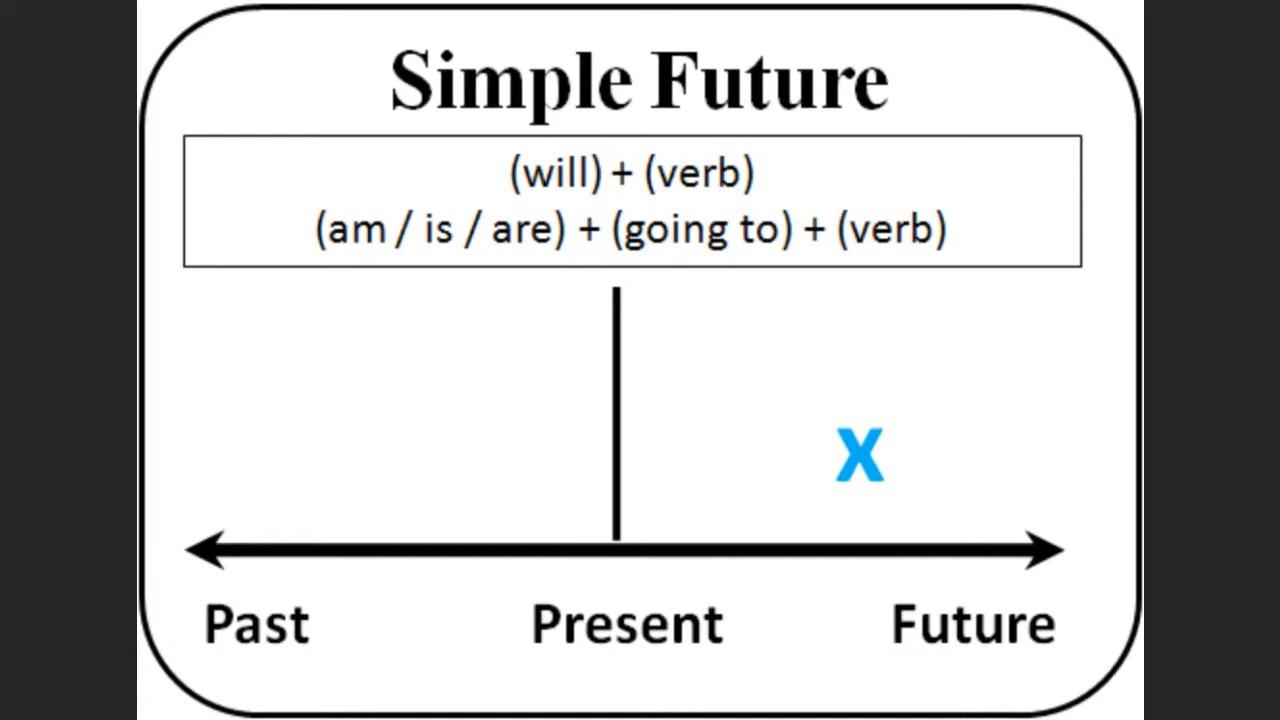 Simple Future
(will) + (verb)
(am / is / are) + (going to) + (verb)
X
Past Present Future